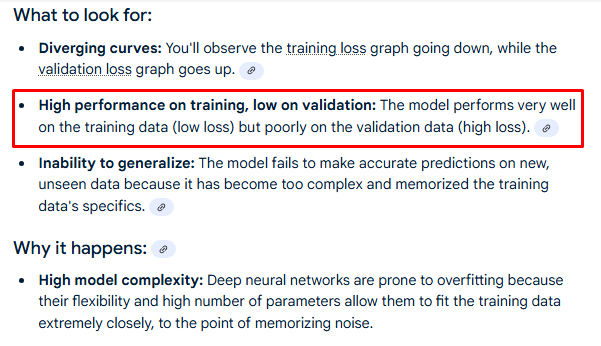 What to look for:
• Diverging curves: You'll observe the training loss graph going down, while the
validation loss graph goes up.
• High performance on training, low on validation: The model performs very well
on the training data (low loss) but poorly on the validation data (high loss).
• Inability to generalize: The model fails to make accurate predictions on new,
unseen data because it has become too complex and memorized the training
data's specifics.
Why it happens:
• High model complexity: Deep neural networks are prone to overfitting because
their flexibility and high number of parameters allow them to fit the training data
extremely closely, to the point of memorizing noise.